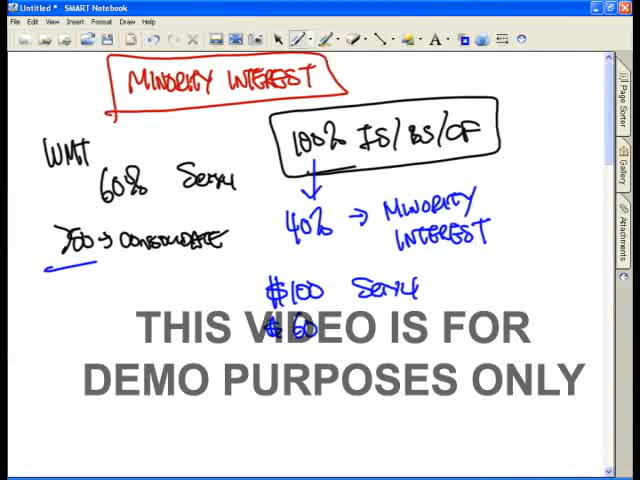 Untitled * - SMART Notebook
File Edit View Insert Format Draw Help
MINORITY INTEREST
100% IS/BS/CF
WMT
60% SEIYU
>50 → CONSOLIDATE
40% → MINORITY
INTEREST
$100 SEIYU
$ 60
THIS VIDEO IS FOR
DEMO PURPOSES ONLY
Page Sorter
Gallery
Attachments